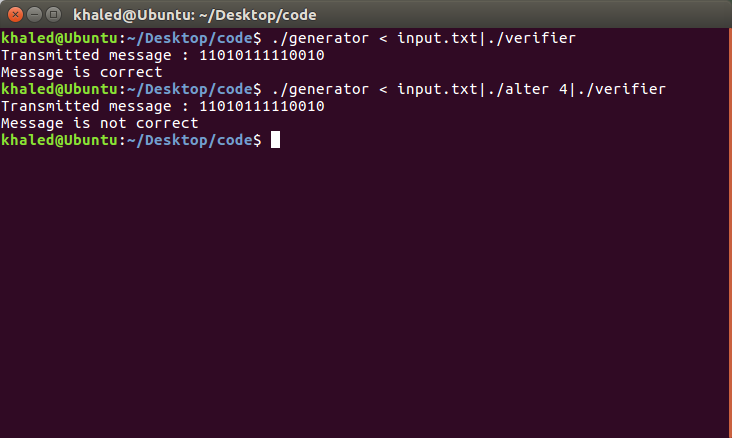 khaled@Ubuntu: ~/Desktop/code
khaled@Ubuntu:~/Desktop/code$ ./generator < input.txt|./verifier
Transmitted message : 11010111110010
Message is correct
khaled@Ubuntu:~/Desktop/code$ ./generator < input.txt|./alter 4|./verifier
Transmitted message : 11010111110010
Message is not correct
khaled@Ubuntu:~/Desktop/code$